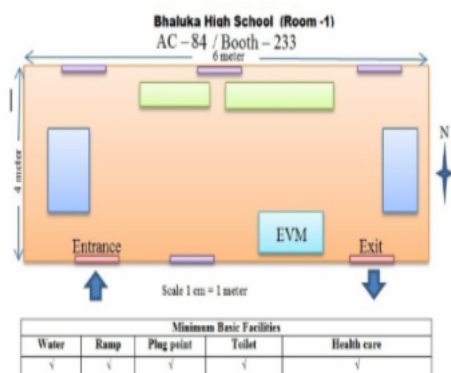 Bhaluka High School (Room -1)
AC – 84 / Booth – 233
6 meter
4 meter
N
EVM
Entrance
Exit
Scale 1 cm = 1 meter
Minimum Basic Facilities
Water Ramp Plug point Toilet Health care
√ √ √ √ √